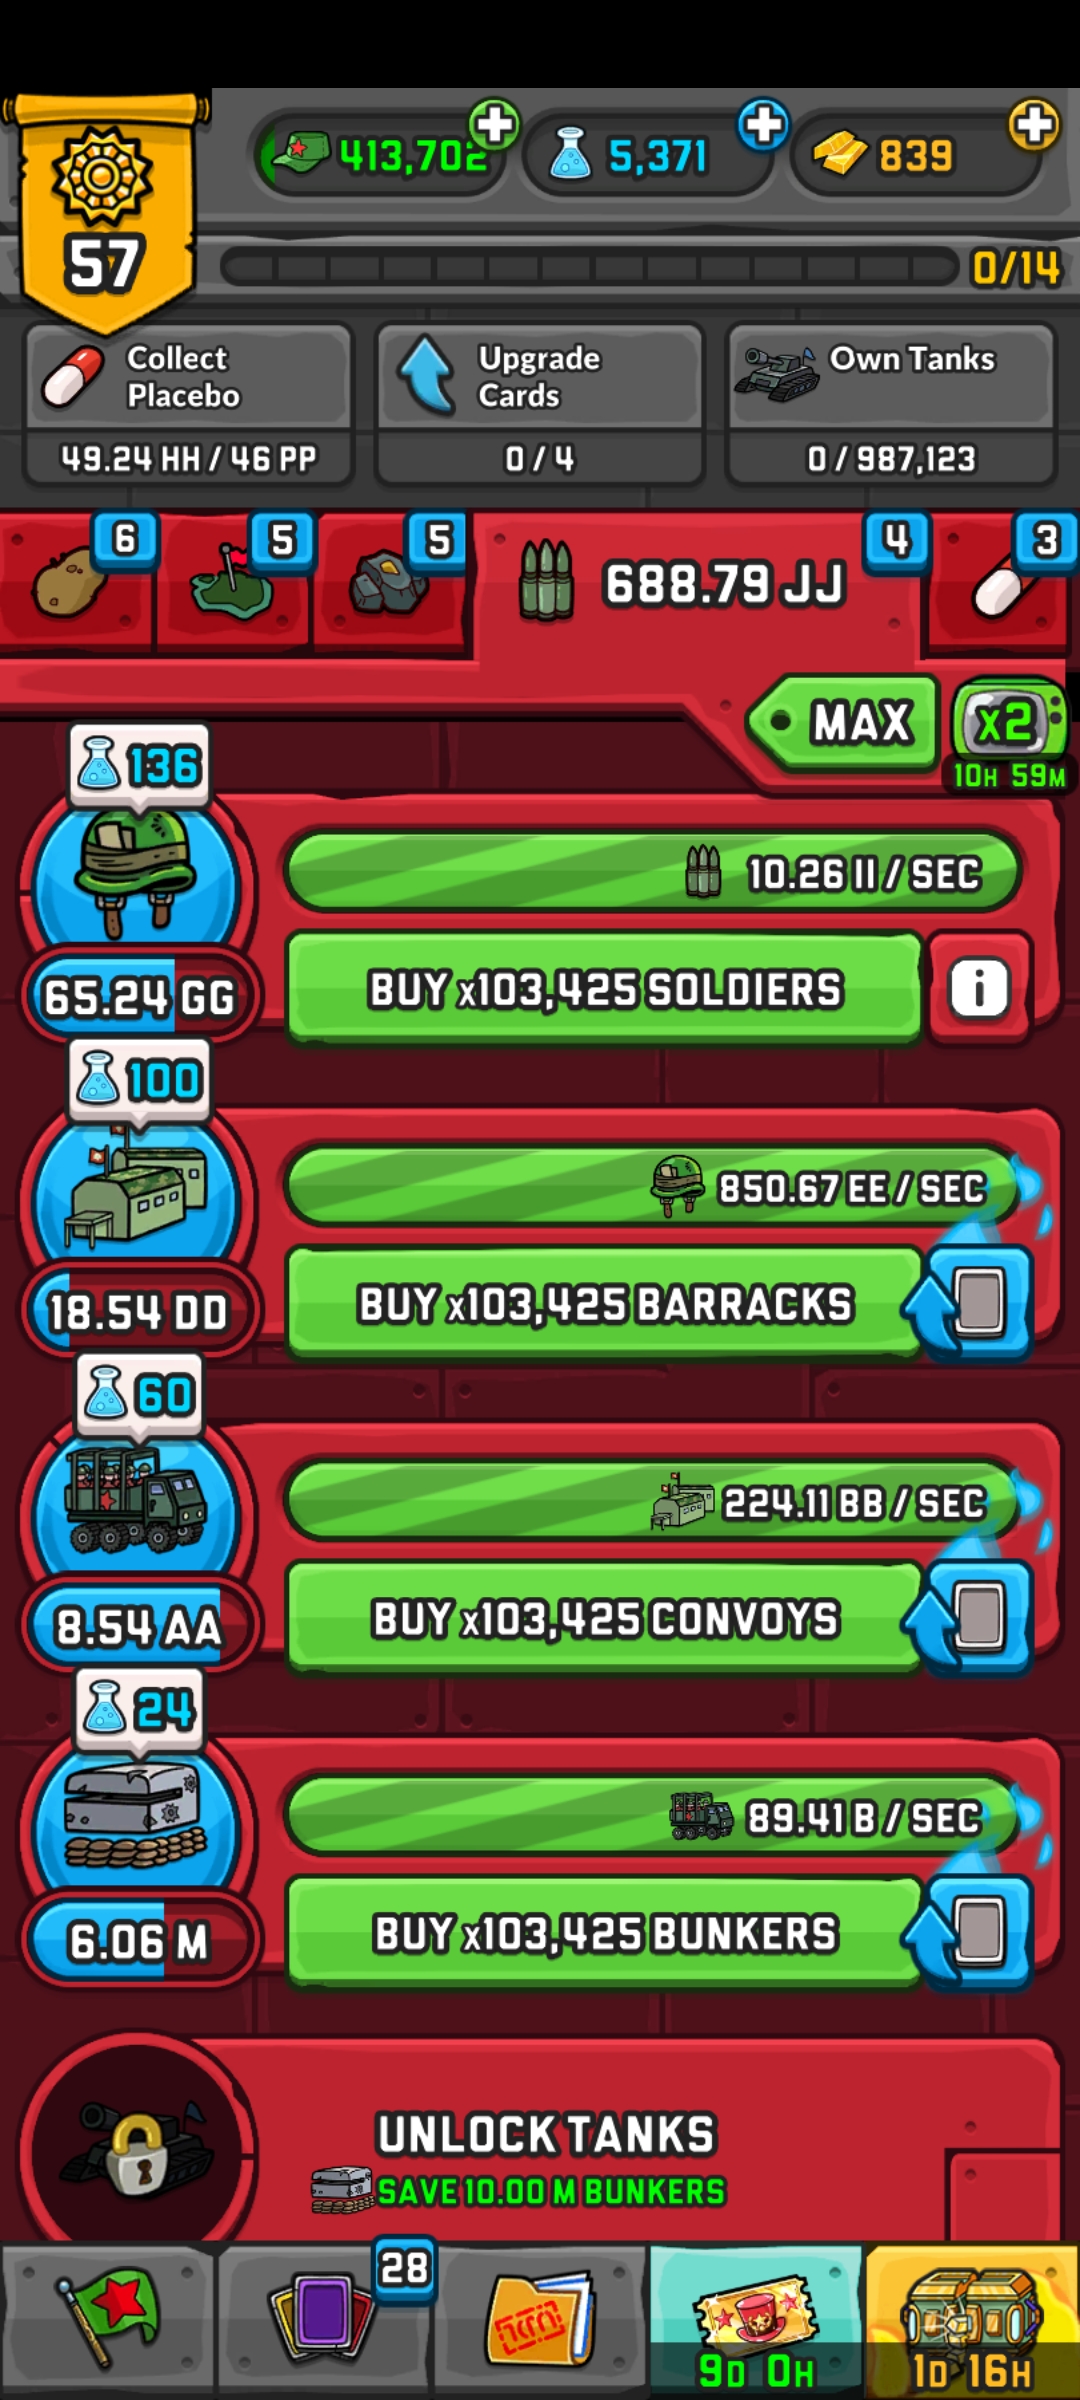 57
413,702
5,371
839
0/14
Collect
Placebo
49.24 HH / 46 PP
Upgrade
Cards
0 / 4
Own Tanks
0 / 987,123
6
5
5
688.79 JJ
4
3
MAX
x2
10H 59M
136
10.26 II / SEC
65.24 GG
BUY x103,425 SOLDIERS
i
100
850.67 EE / SEC
18.54 DD
BUY x103,425 BARRACKS
60
224.11 BB / SEC
8.54 AA
BUY x103,425 CONVOYS
24
89.41 B / SEC
6.06 M
BUY x103,425 BUNKERS
UNLOCK TANKS
SAVE 10.00 M BUNKERS
28
9D 0H
1D 16H